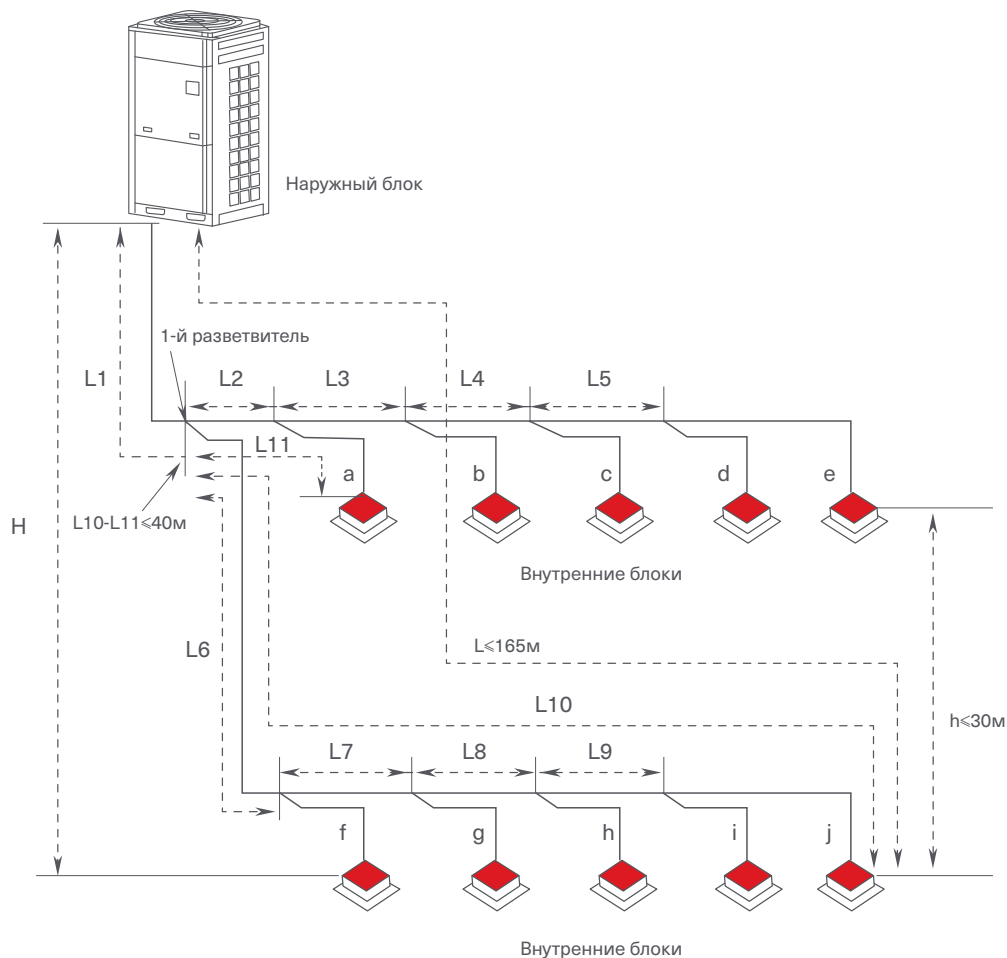 Наружный блок
1-й разветвитель
L1
L2
L3
L4
L5
L11
a
b
c
d
e
H
L10-L11≤40м
Внутренние блоки
L6
L≤165м
L10
h≤30м
L7
L8
L9
f
g
h
i
j
Внутренние блоки